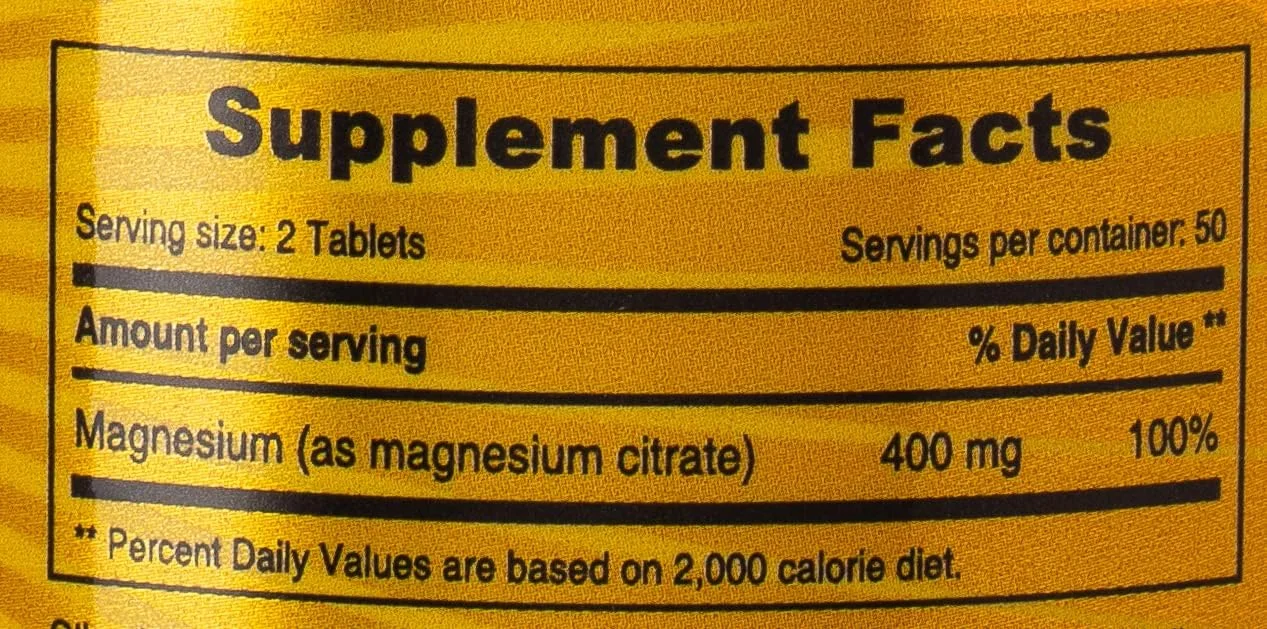 Supplement Facts
Serving size: 2 Tablets Servings per container: 50
Amount per serving % Daily Value **
Magnesium (as magnesium citrate) 400 mg 100%
** Percent Daily Values are based on 2,000 calorie diet.